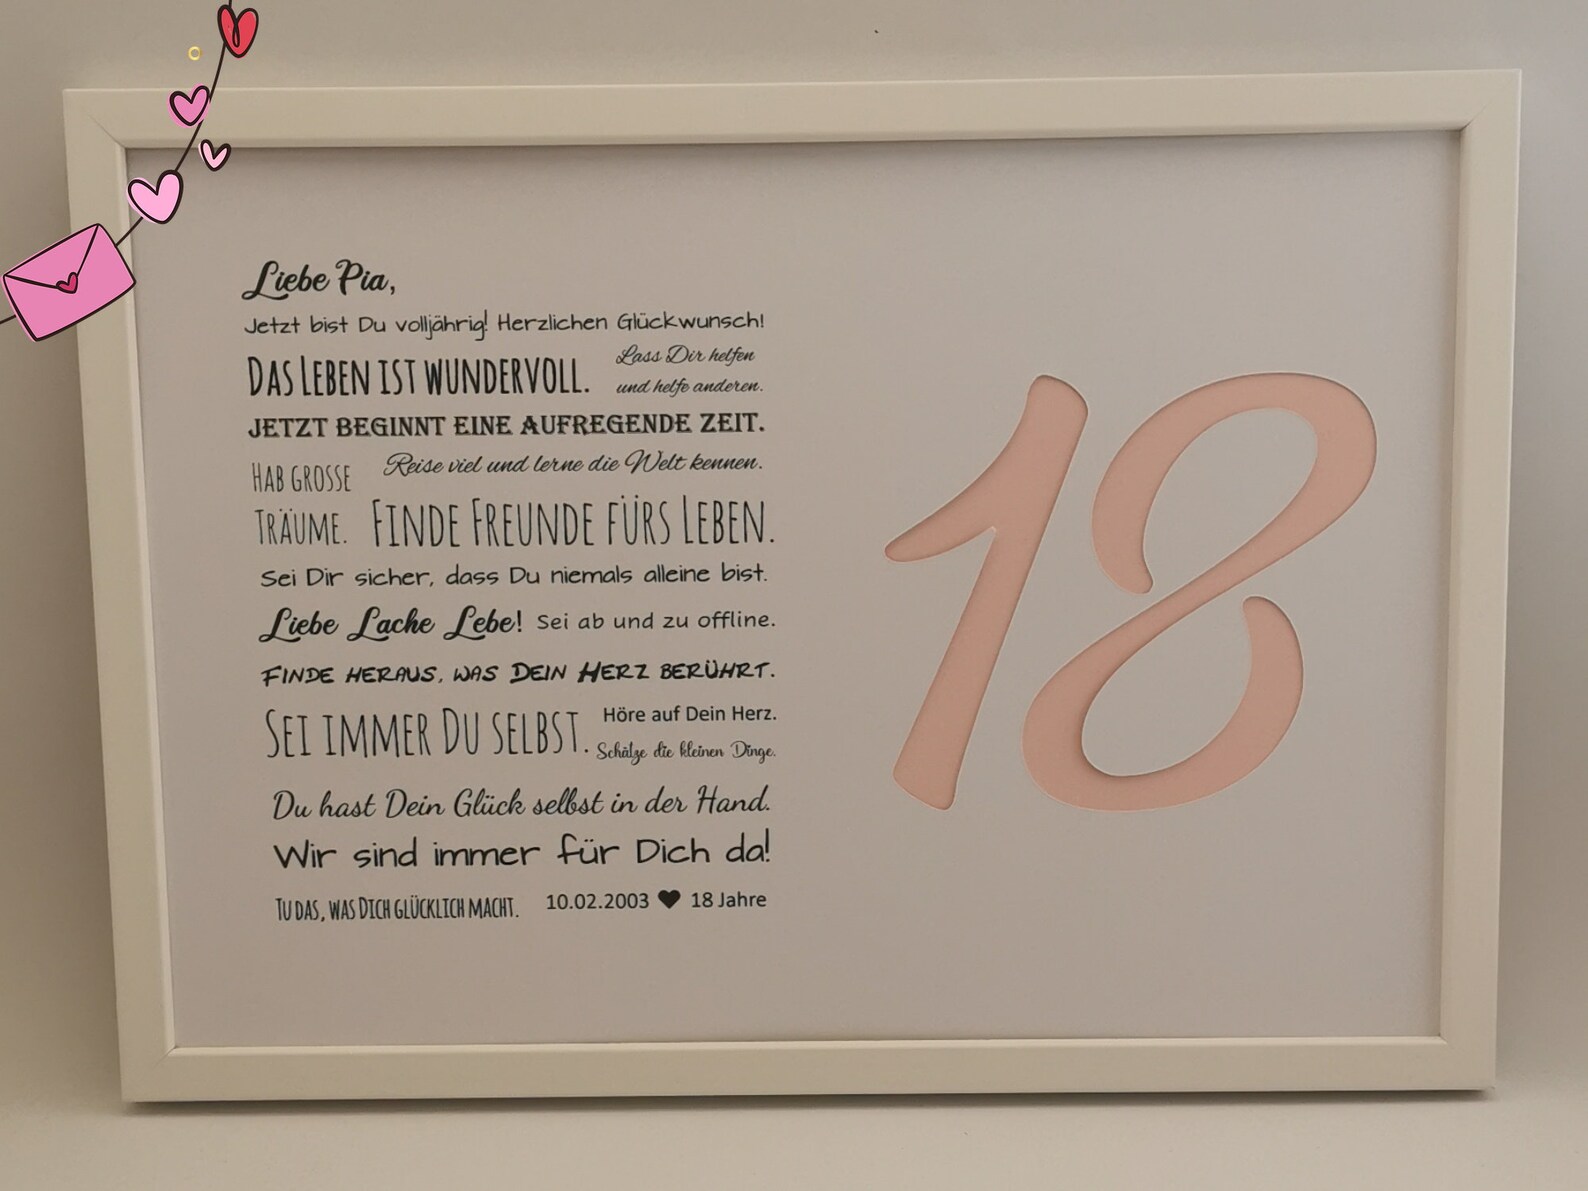 Liebe Pia,
Jetzt bist Du volljährig! Herzlichen Glückwunsch!
DAS LEBEN IST WUNDERVOLL.
Lass Dir helfen
und helfe anderen.
JETZT BEGINNT EINE AUFREGENDE ZEIT.
HAB GROSSE
TRÄUME.
Reise viel und lerne die Welt kennen.
FINDE FREUNDE FÜRS LEBEN.
Sei Dir sicher, dass Du niemals alleine bist.
Liebe Lache Lebe! Sei ab und zu offline.
FINDE HERAUS, WAS DEIN HERZ BERÜHRT.
SEI IMMER DU SELBST.
Höre auf Dein Herz.
Schätze die kleinen Dinge.
Du hast Dein Glück selbst in der Hand.
Wir sind immer für Dich da!
TU DAS, WAS DICH GLÜCKLICH MACHT. 10.02.2003 ♥ 18 Jahre
18